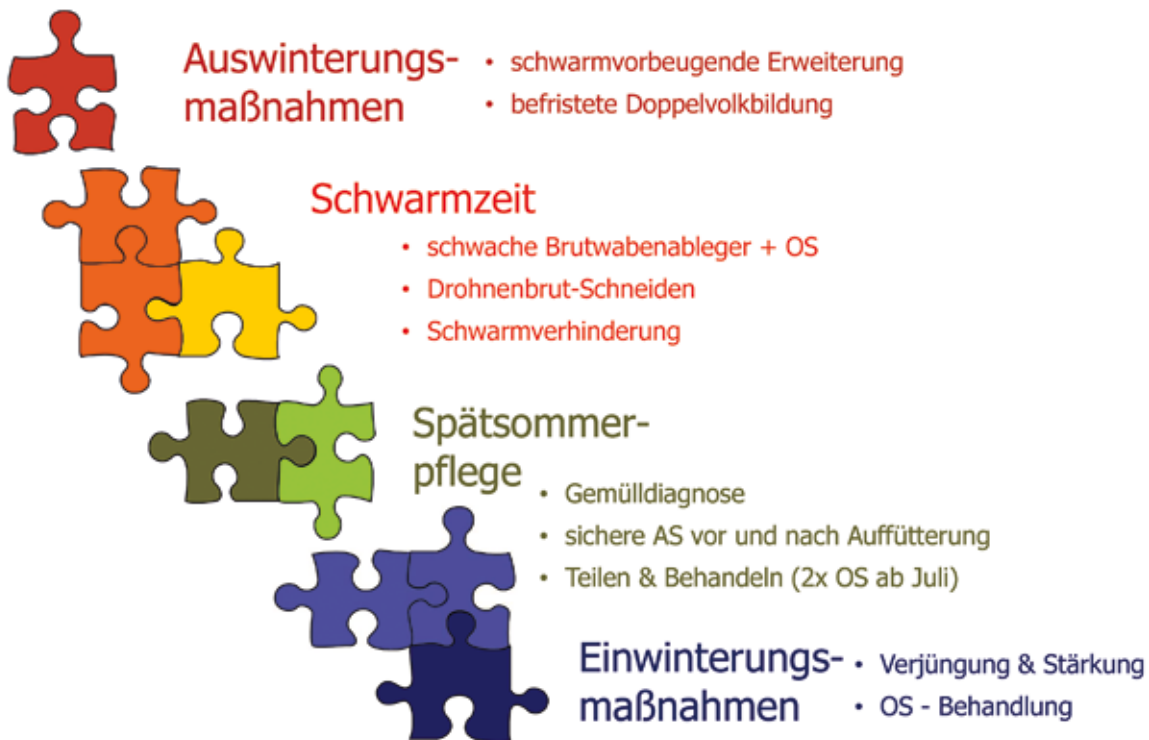 Auswinterungs-
maßnahmen
• schwarmvorbeugende Erweiterung
• befristete Doppelvolkbildung
Schwarmzeit
• schwache Brutwabenableger + OS
• Drohnenbrut-Schneiden
• Schwarmverhinderung
Spätsommer-
pflege
• Gemülldiagnose
• sichere AS vor und nach Auffütterung
• Teilen & Behandeln (2x OS ab Juli)
Einwinterungs-
maßnahmen
• Verjüngung & Stärkung
• OS - Behandlung